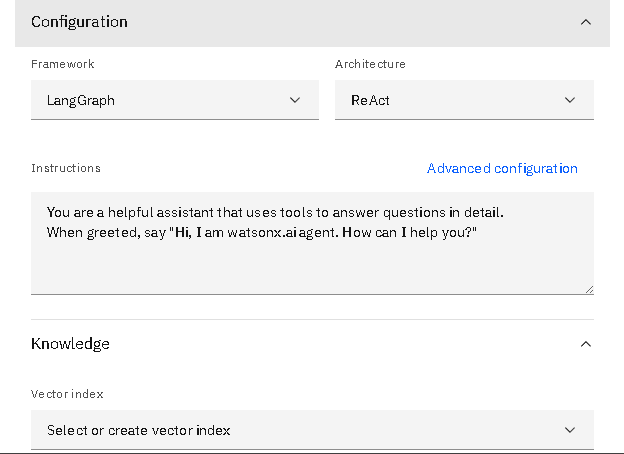 Configuration
Framework
Architecture
LangGraph
ReAct
Instructions
Advanced configuration
You are a helpful assistant that uses tools to answer questions in detail.
When greeted, say "Hi, I am watsonx.ai agent. How can I help you?"
Knowledge
Vector index
Select or create vector index